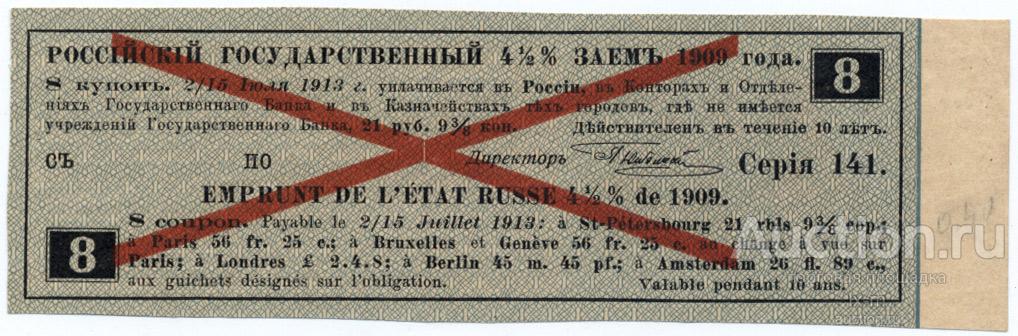 РОССІЙСКІЙ ГОСУДАРСТВЕННЫЙ 4½% ЗАЕМЪ 1909 года.
8
8 купонъ. 2/15 Іюля 1913 г. уплачивается въ Россіи, въ Конторахъ и Отдѣле-
ніяхъ Государственнаго Банка и въ Казначействахъ тѣхъ городовъ, гдѣ не имѣется
учрежденій Государственнаго Банка, 21 руб. 9⅜ коп. Дѣйствителенъ въ теченіе 10 лѣтъ.
СЪ ПО Директоръ Серія 141.
EMPRUNT DE L'ÉTAT RUSSE 4½% de 1909.
8
8 coupon. Payable le 2/15 Juillet 1913: à St-Pétersbourg 21 rbls 9⅜ cop;
à Paris 56 fr. 25 c.; à Bruxelles et Genève 56 fr. 25 c. au change à vue sur
Paris; à Londres £ 2.4.8; à Berlin 45 m. 45 pf.; à Amsterdam 26 fl. 89 c.,
aux guichets désignés sur l'obligation. Valable pendant 10 ans.